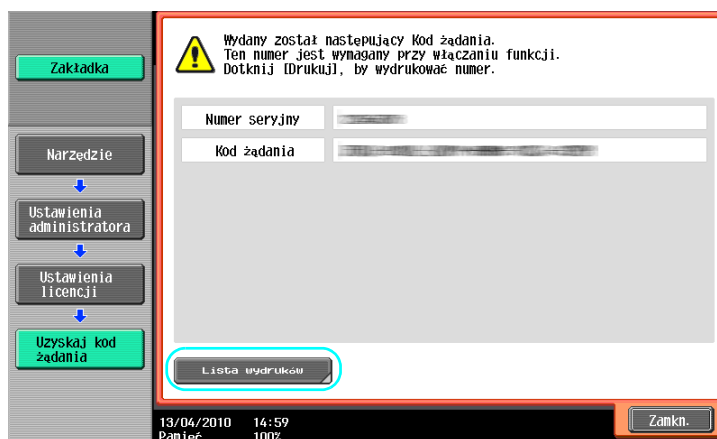 Zakładka
Narzędzie
Ustawienia
administratora
Ustawienia
licencji
Uzyskaj kod
żądania
Wydany został następujący Kod żądania.
Ten numer jest wymagany przy włączaniu funkcji.
Dotknij [Drukuj], by wydrukować numer.
Numer seryjny
Kod żądania
Lista wydruków
13/04/2010 14:59
Pamięć 100%
Zamkn.